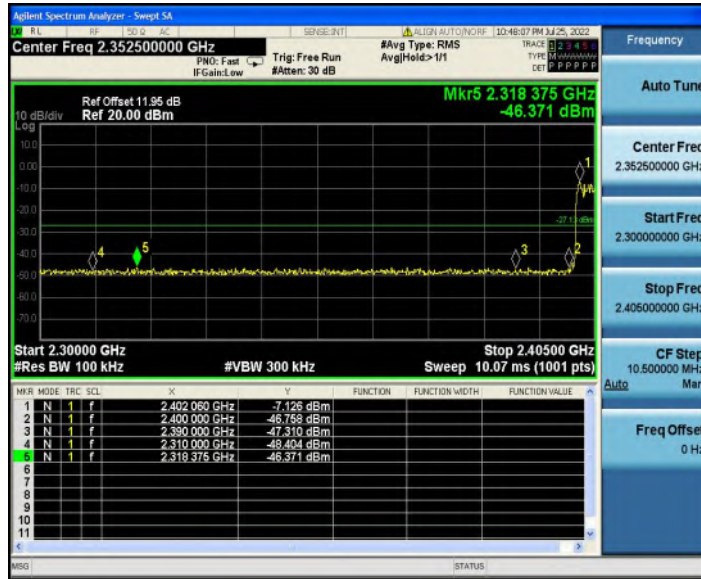 Agilent Spectrum Analyzer - Swept SA
RL RF 50 Ω AC SENSE:INT ALIGN AUTO/NORF 10:48:07 PM Jul 25, 2022
Center Freq 2.352500000 GHz
PNO: Fast
IFGain:Low
Trig: Free Run
#Atten: 30 dB
#Avg Type: RMS
Avg|Hold:> 1/1
TRACE 1 2 3 4 5 6
TYPE M
DET P P P P P P
Ref Offset 11.95 dB
10 dB/div Ref 20.00 dBm
Log
Mkr5 2.318 375 GHz
-46.371 dBm
10.0
0.00
-10.0
-20.0
-30.0
-40.0
-50.0
-60.0
-70.0
1
2
3
4
5
Start 2.30000 GHz Stop 2.40500 GHz
#Res BW 100 kHz #VBW 300 kHz Sweep 10.07 ms (1001 pts)
MKR MODE TRC SCL X Y FUNCTION FUNCTION WIDTH FUNCTION VALUE
1 N 1 f 2.402 060 GHz -7.126 dBm
2 N 1 f 2.400 000 GHz -46.758 dBm
3 N 1 f 2.390 000 GHz -47.310 dBm
4 N 1 f 2.310 000 GHz -48.404 dBm
5 N 1 f 2.318 375 GHz -46.371 dBm
6
7
8
9
10
11
MSG STATUS
Frequency
Auto Tune
Center Freq
2.352500000 GHz
Start Freq
2.300000000 GHz
Stop Freq
2.405000000 GHz
CF Step
10.500000 MHz
Auto Man
Freq Offset
0 Hz